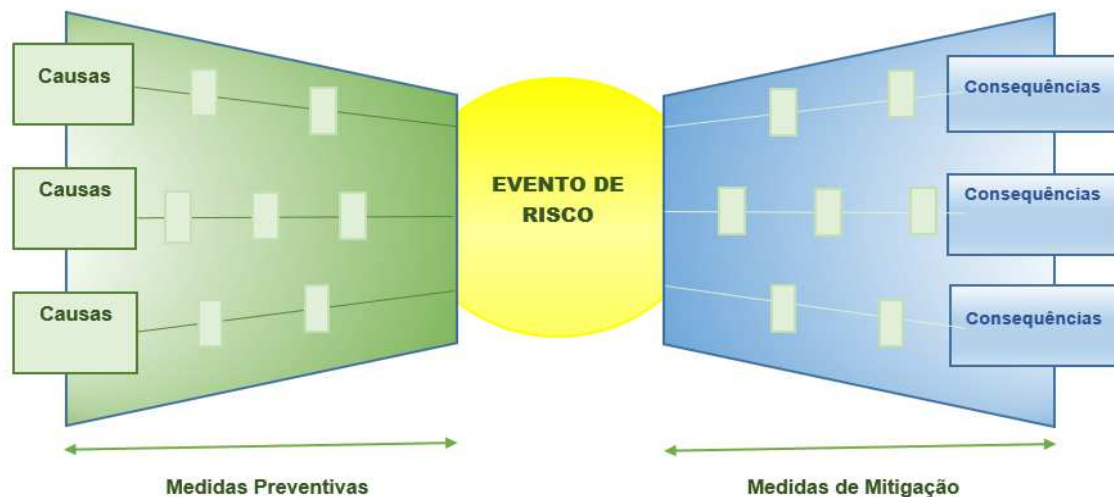 Causas
Consequências
Causas
EVENTO DE
RISCO
Consequências
Causas
Consequências
Medidas Preventivas
Medidas de Mitigação